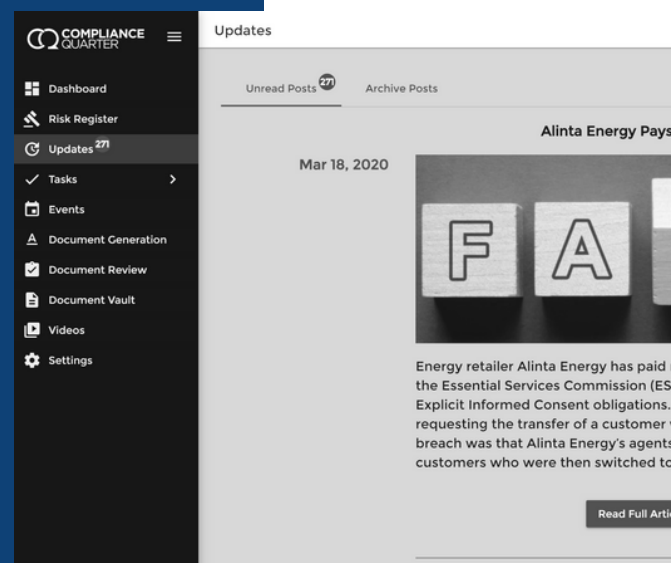 COMPLIANCE
QUARTER
Updates
Dashboard
Risk Register
Updates 271
Tasks
Events
Document Generation
Document Review
Document Vault
Videos
Settings
Unread Posts 271
Archive Posts
Alinta Energy Pays
Mar 18, 2020
F A
Energy retailer Alinta Energy has paid
the Essential Services Commission (ES
Explicit Informed Consent obligations.
requesting the transfer of a customer
breach was that Alinta Energy's agents
customers who were then switched to
Read Full Arti